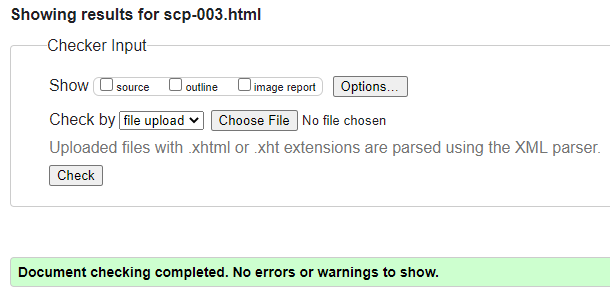 Showing results for scp-003.html
Checker Input
Show source outline image report Options...
Check by file upload Choose File No file chosen
Uploaded files with .xhtml or .xht extensions are parsed using the XML parser.
Check
Document checking completed. No errors or warnings to show.